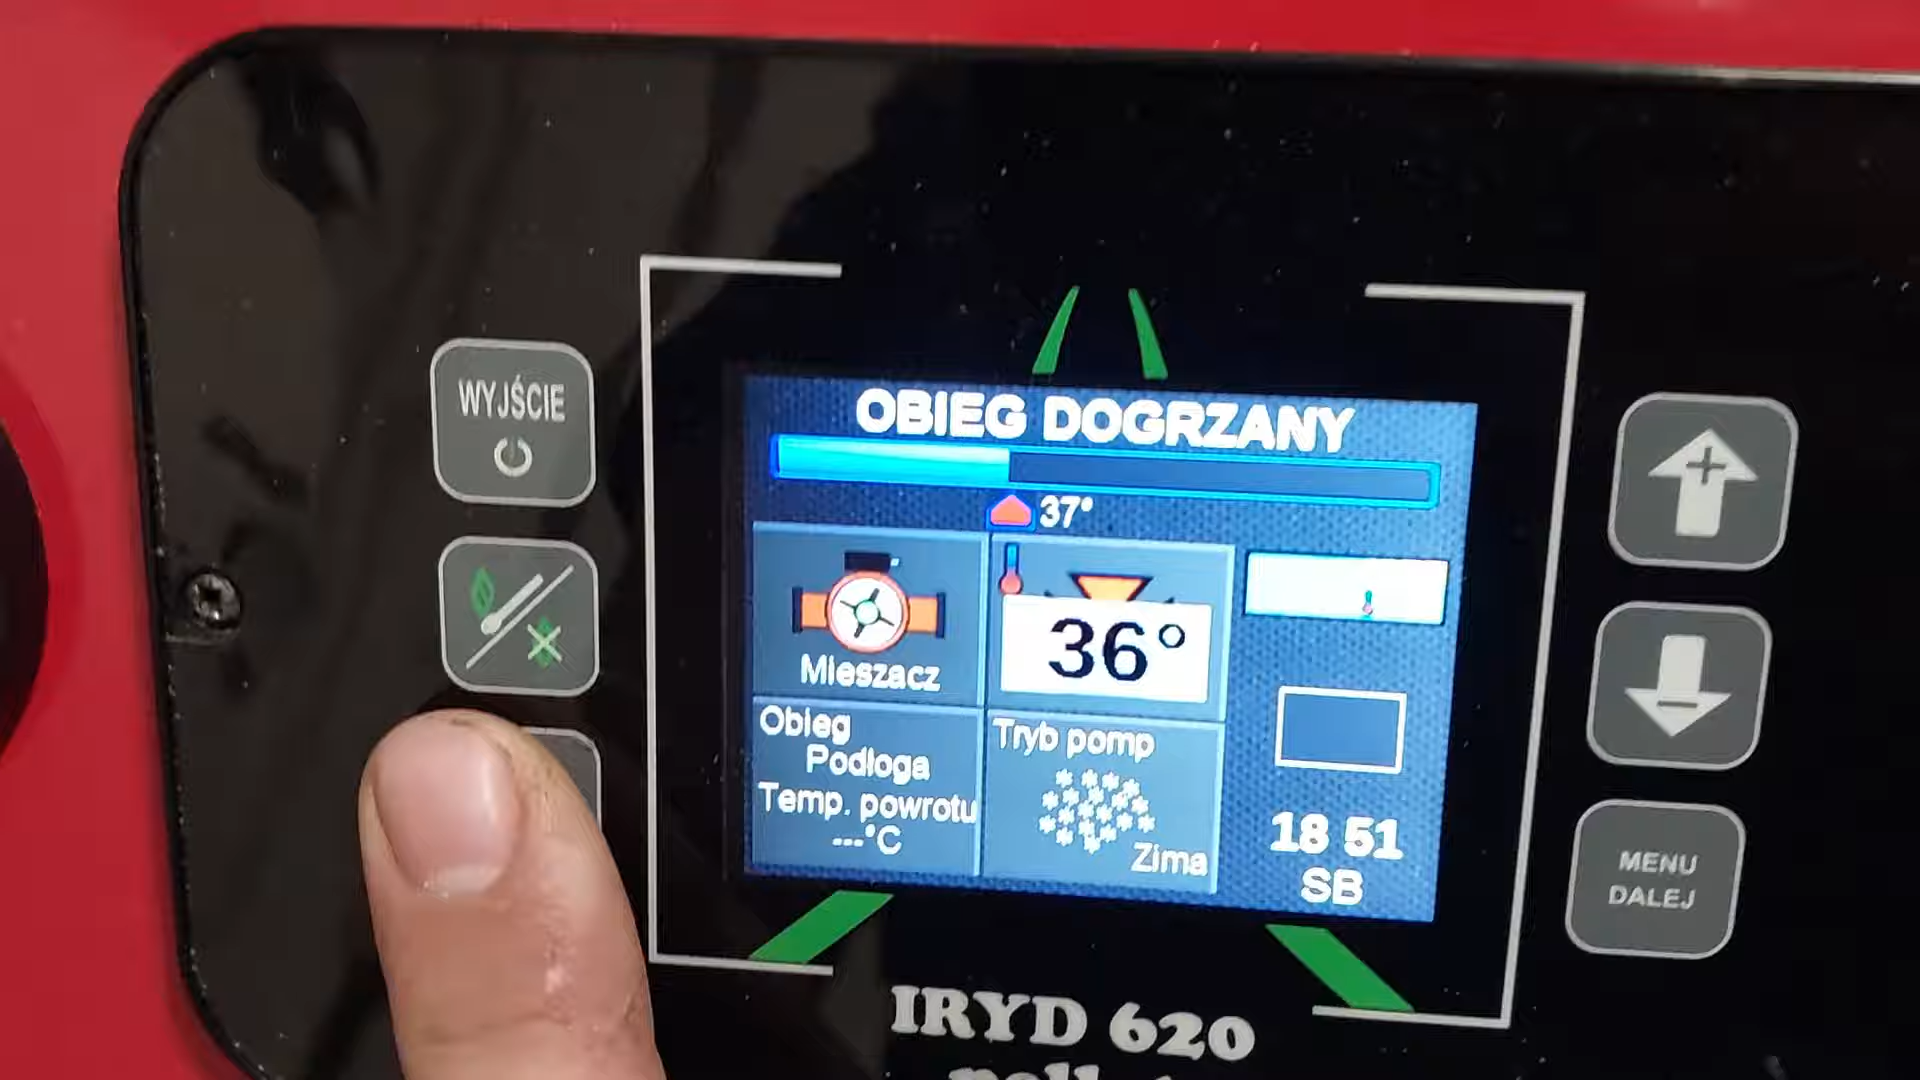 WYJŚCIE
OBIEG DOGRZANY
37°
Mieszacz
36°
Obieg
Podłoga
Temp. powrotu
---°C
Tryb pomp
Zima
18 51
SB
MENU
DALEJ
IRYD 620